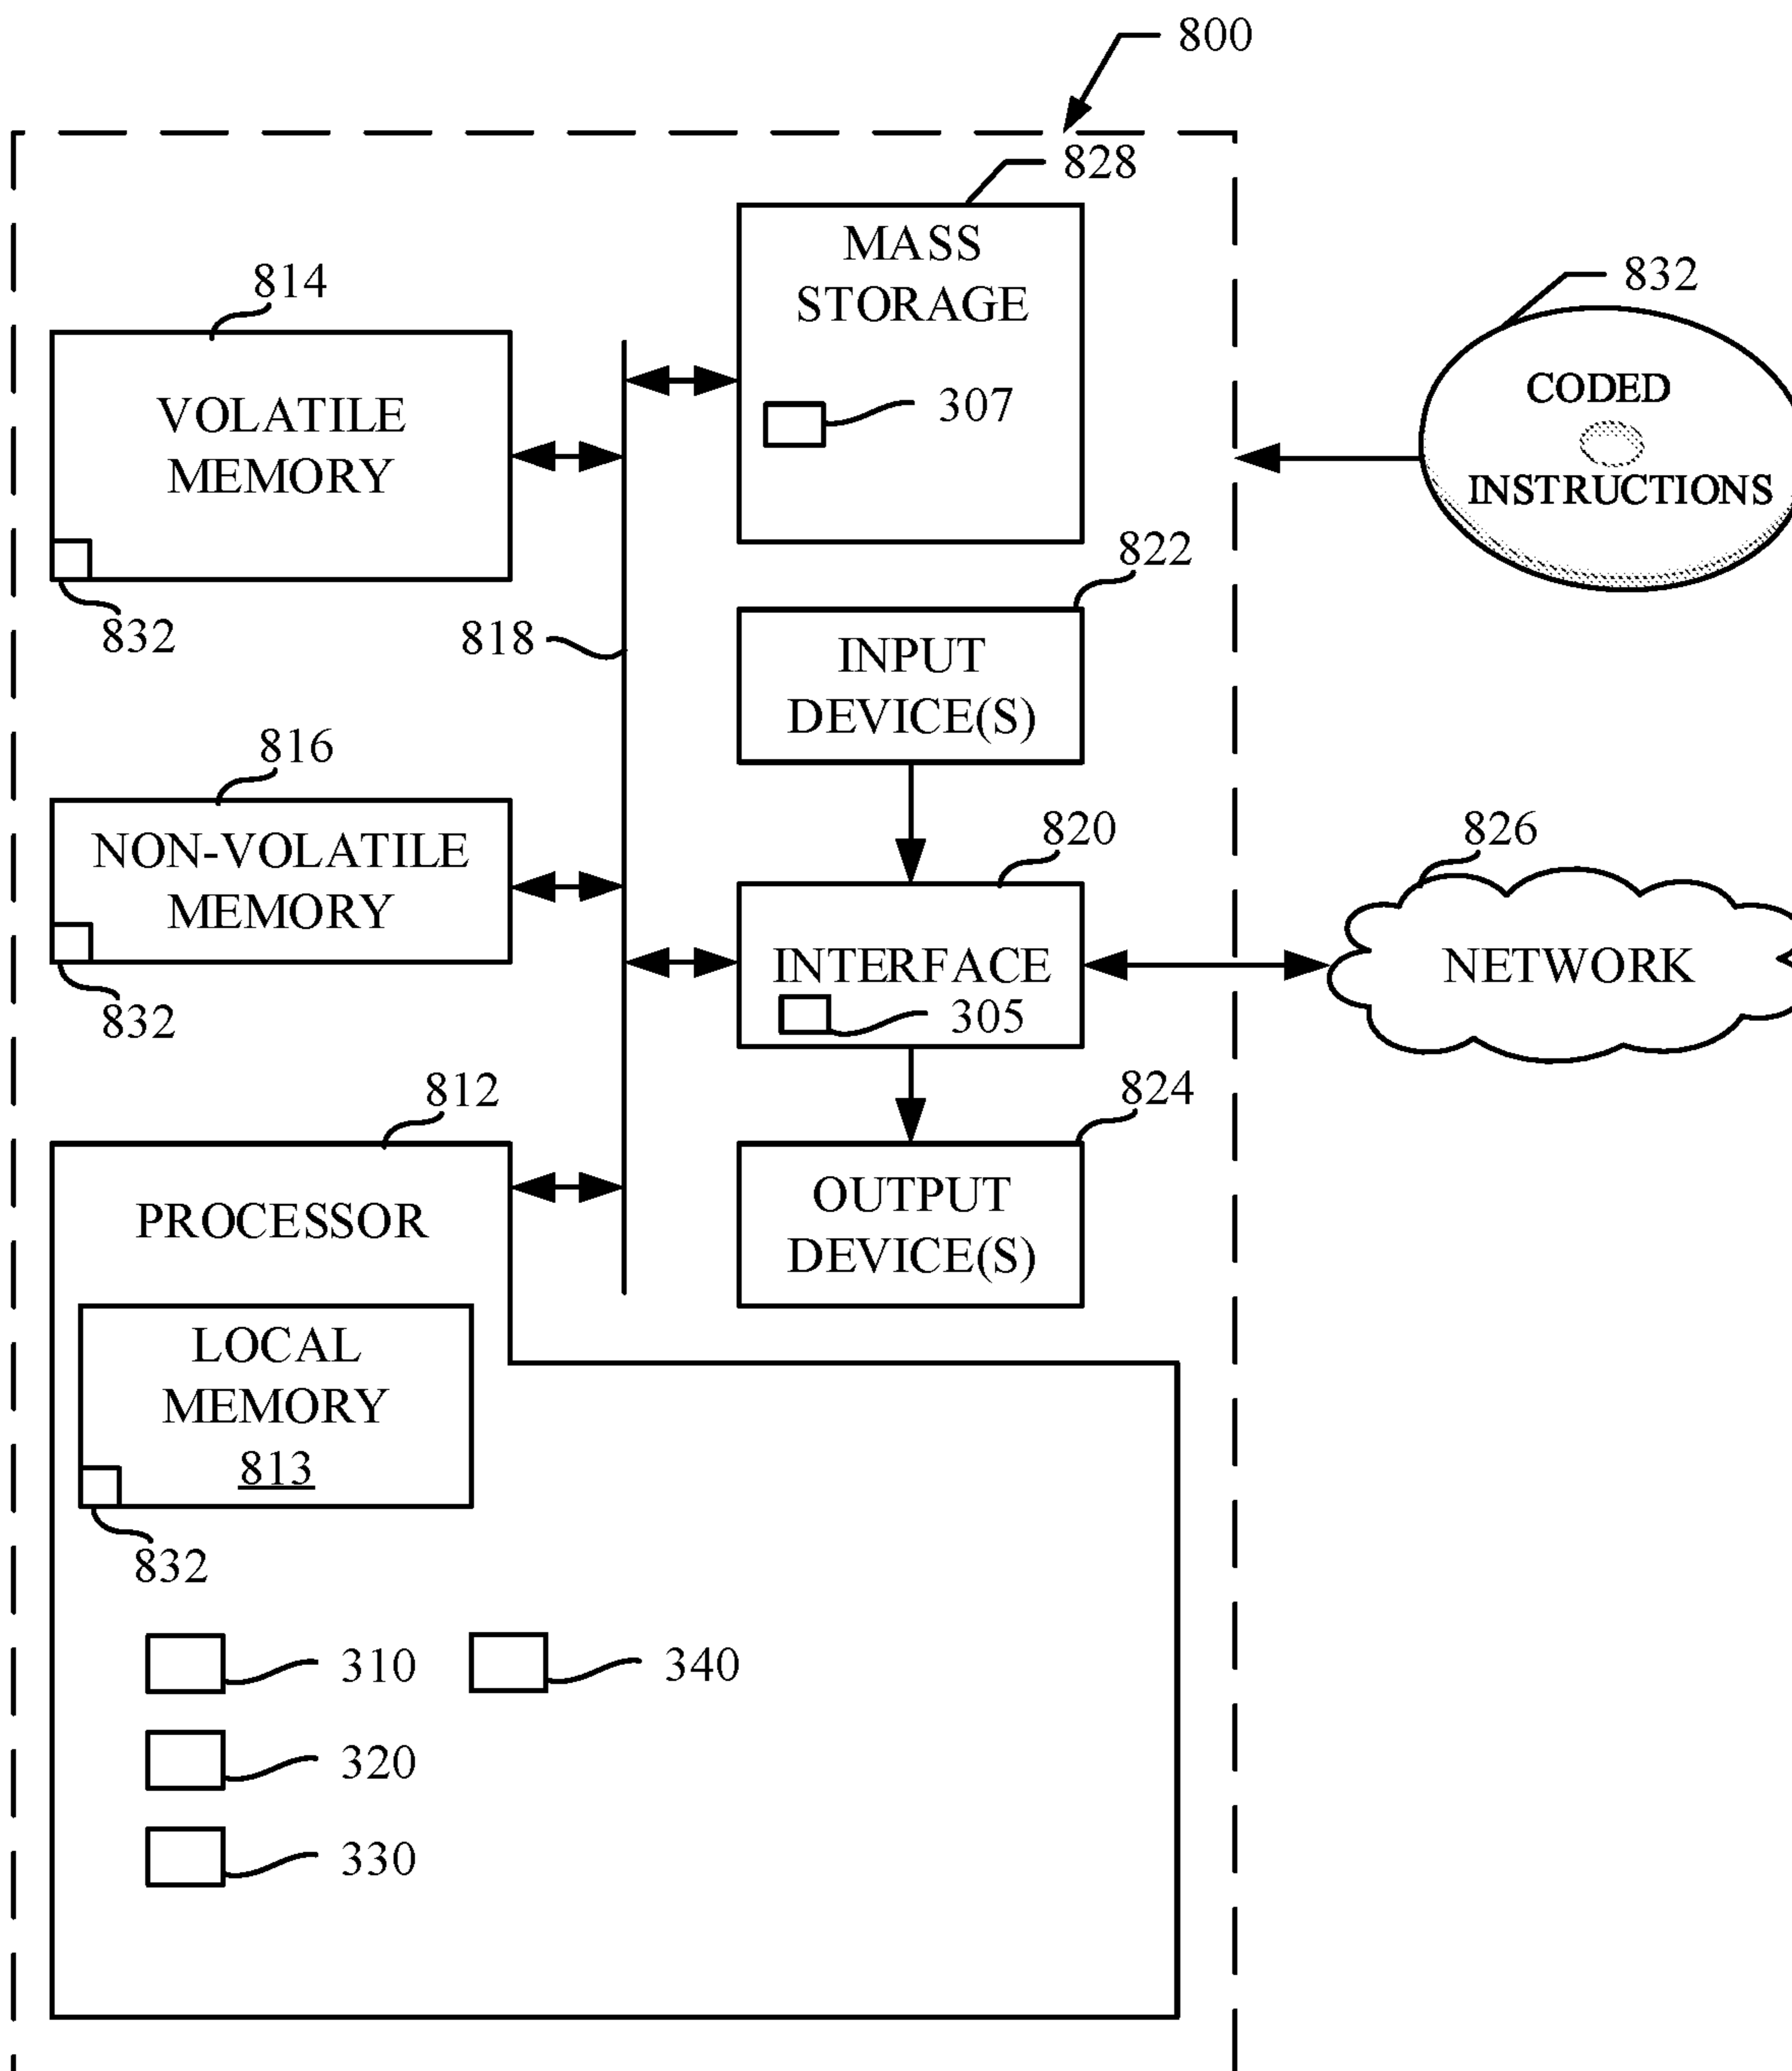 800
828
MASS
STORAGE
307
814
VOLATILE
MEMORY
832
818
832
CODED
INSTRUCTIONS
822
INPUT
DEVICE(S)
816
NON-VOLATILE
MEMORY
832
820
INTERFACE
305
826
NETWORK
812
PROCESSOR
824
OUTPUT
DEVICE(S)
LOCAL
MEMORY
813
832
310
340
320
330